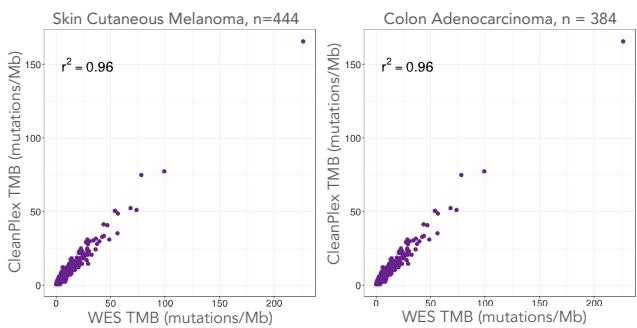 Skin Cutaneous Melanoma, n=444
r² = 0.96
CleanPlex TMB (mutations/Mb)
150
100
50
0
0 50 100 150 200
WES TMB (mutations/Mb)
Colon Adenocarcinoma, n = 384
r² = 0.96
CleanPlex TMB (mutations/Mb)
150
100
50
0
0 50 100 150 200
WES TMB (mutations/Mb)